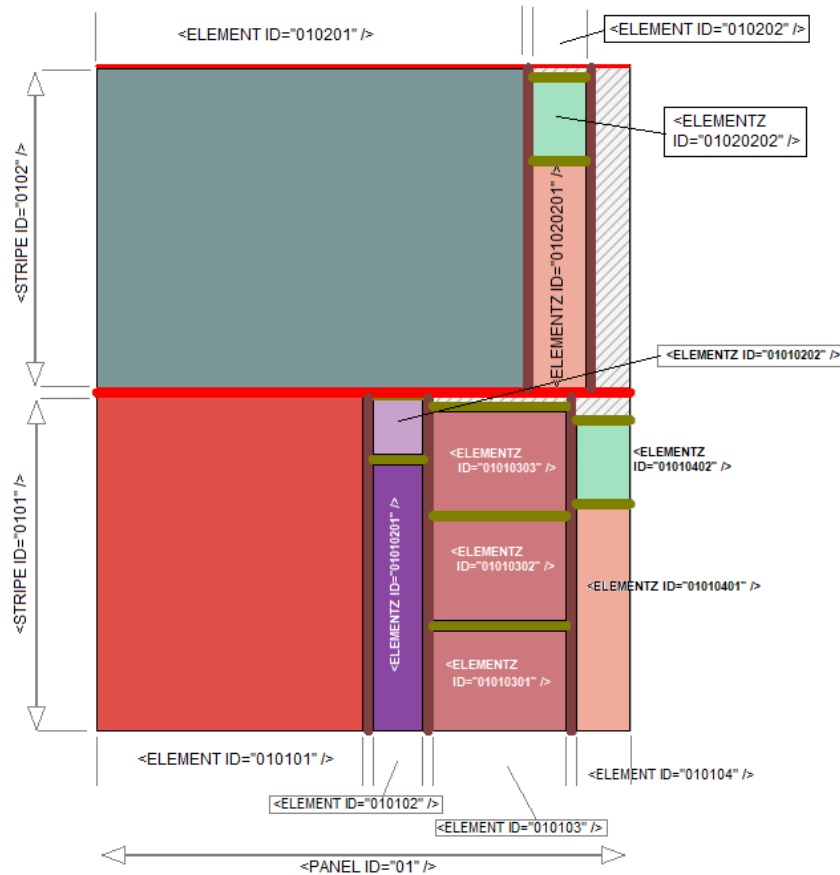 <ELEMENT ID="010201" />
<ELEMENT ID="010202" />
<ELEMENTZ
ID="01020202" />
<STRIPE ID="0102" />
<ELEMENTZ ID="01020201" />
<ELEMENTZ ID="01010202" />
<STRIPE ID="0101" />
<ELEMENTZ
ID="01010303" />
<ELEMENTZ
ID="01010402" />
<ELEMENTZ ID="01010201" />
<ELEMENTZ
ID="01010302" />
<ELEMENTZ ID="01010401" />
<ELEMENTZ
ID="01010301" />
<ELEMENT ID="010101" />
<ELEMENT ID="010104" />
<ELEMENT ID="010102" />
<ELEMENT ID="010103" />
<PANEL ID="01" />